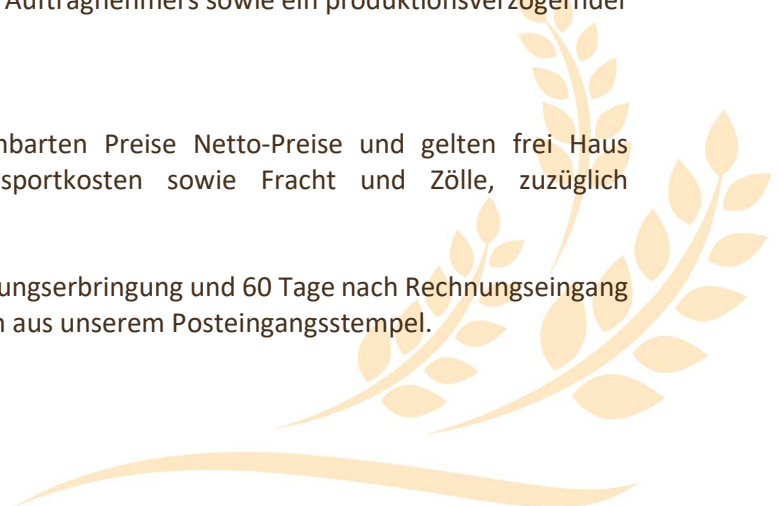 Auftragnehmers sowie ein produktionsverzögernder
nbarten Preise Netto-Preise und gelten frei Haus
sportkosten sowie Fracht und Zölle, zuzüglich
ungserbringung und 60 Tage nach Rechnungseingang
n aus unserem Posteingangsstempel.